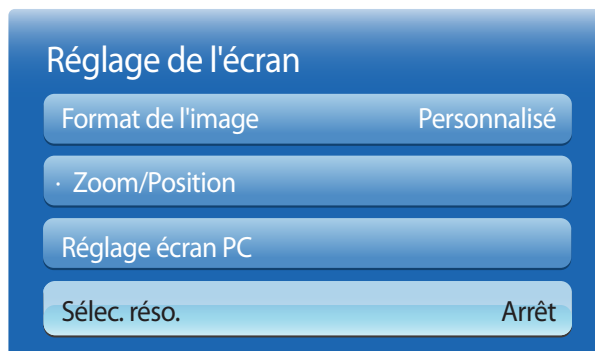 Réglage de l'écran
Format de l'image Personnalisé
· Zoom/Position
Réglage écran PC
Sélec. réso. Arrêt